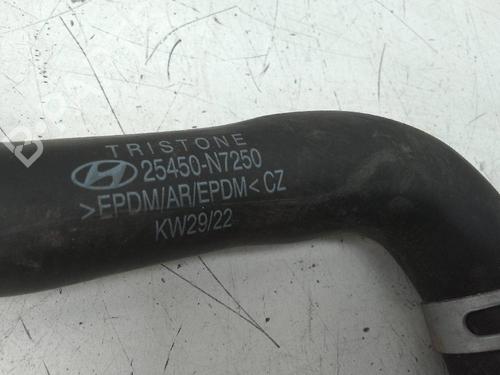 TRISTONE
25450-N7250
>EPDM/AR/EPDM< CZ
KW29/22